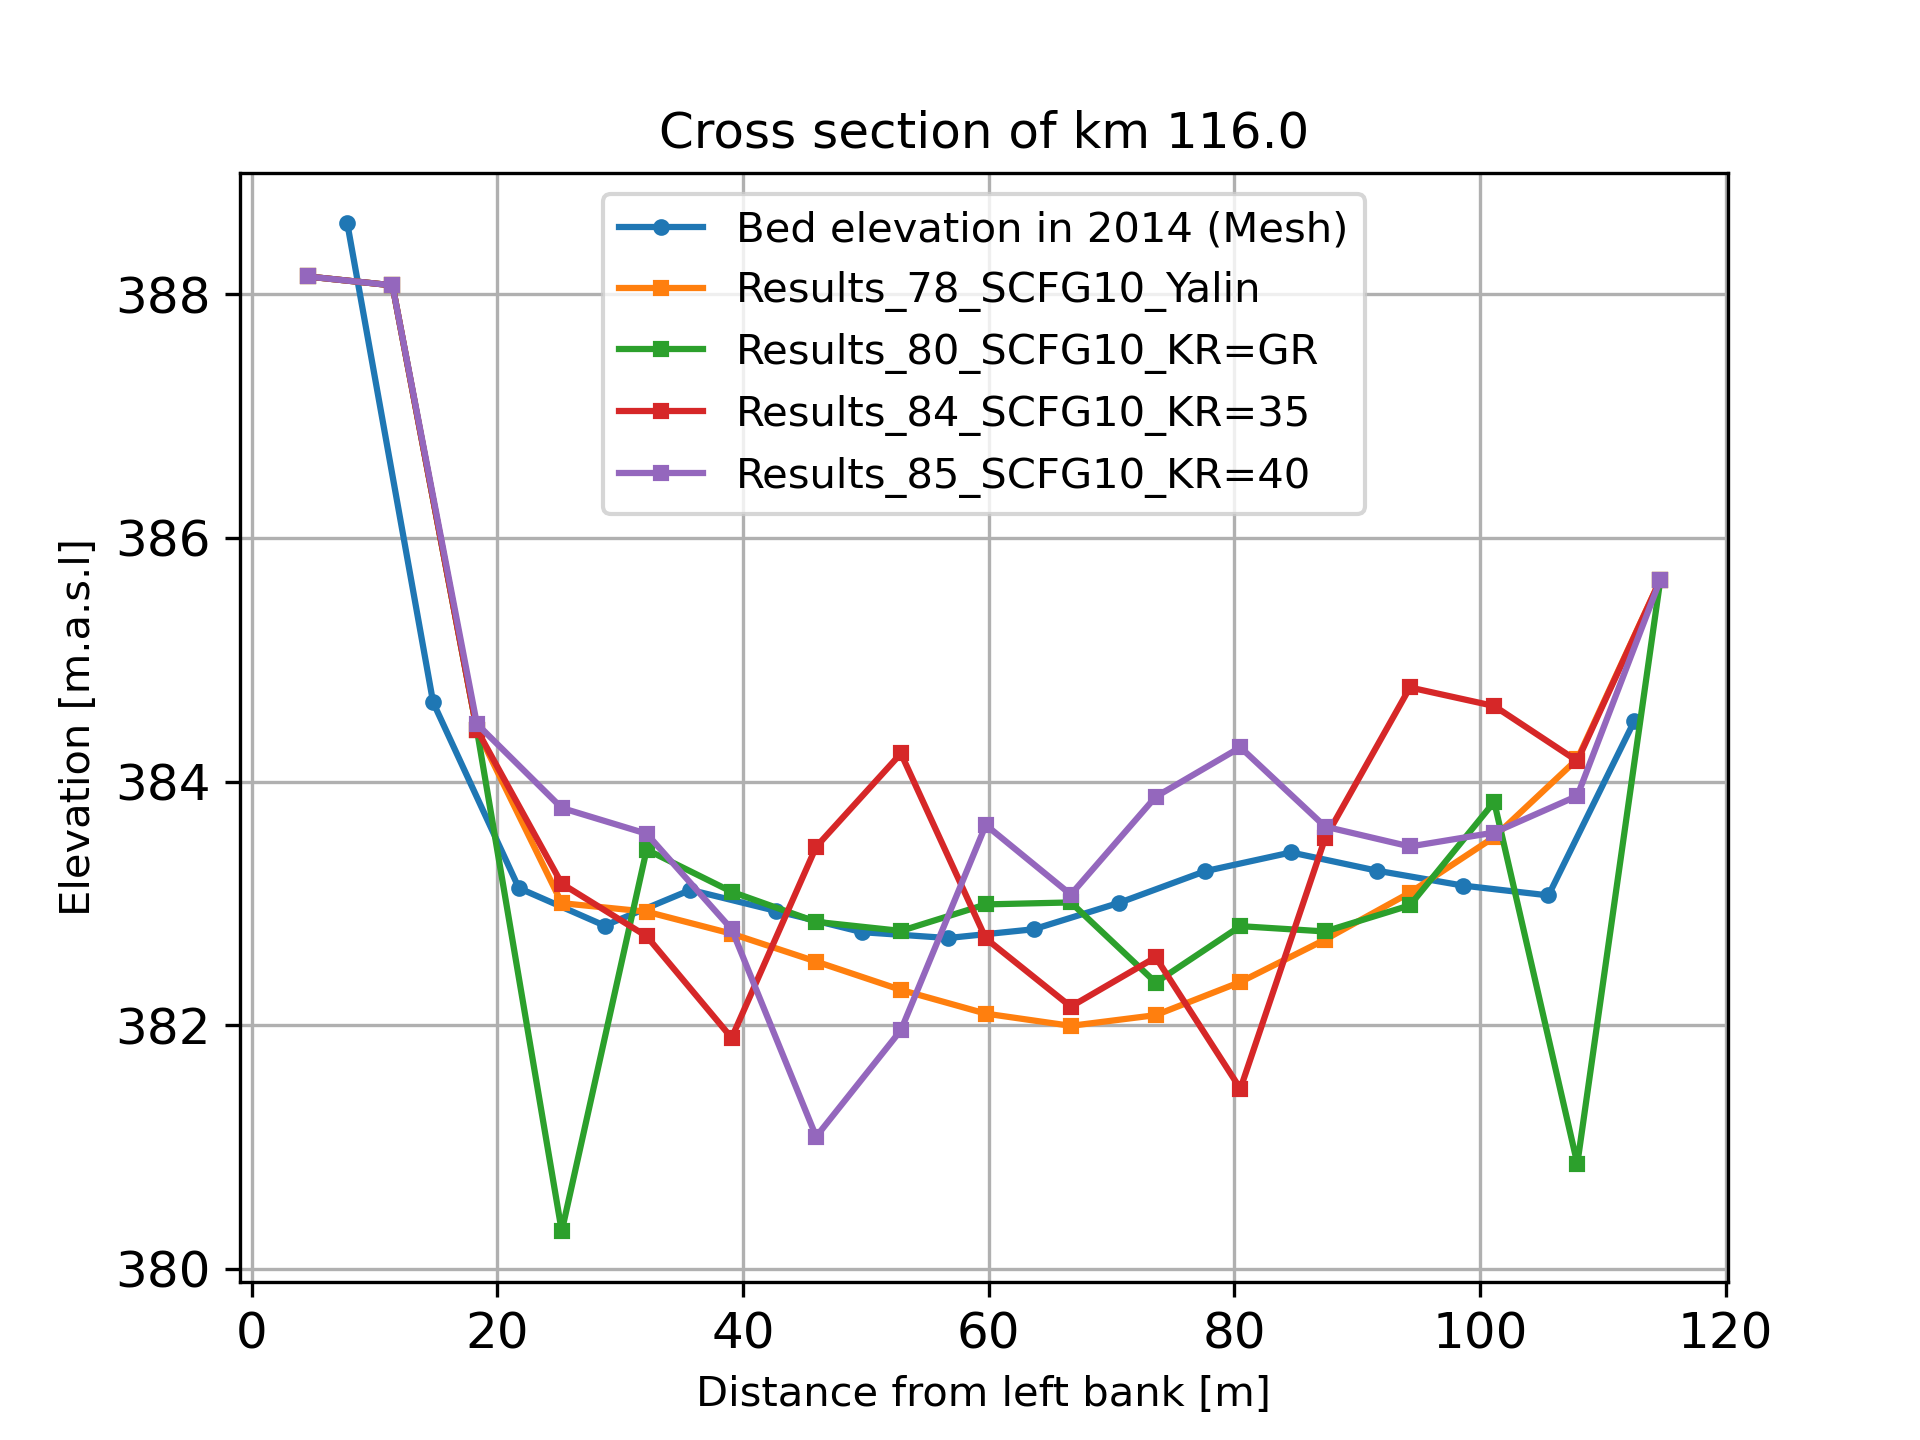 Cross section of km 116.0
Bed elevation in 2014 (Mesh)
Results_78_SCFG10_Yalin
Results_80_SCFG10_KR=GR
Results_84_SCFG10_KR=35
Results_85_SCFG10_KR=40
388
386
384
382
380
Elevation [m.a.s.l]
0 20 40 60 80 100 120
Distance from left bank [m]